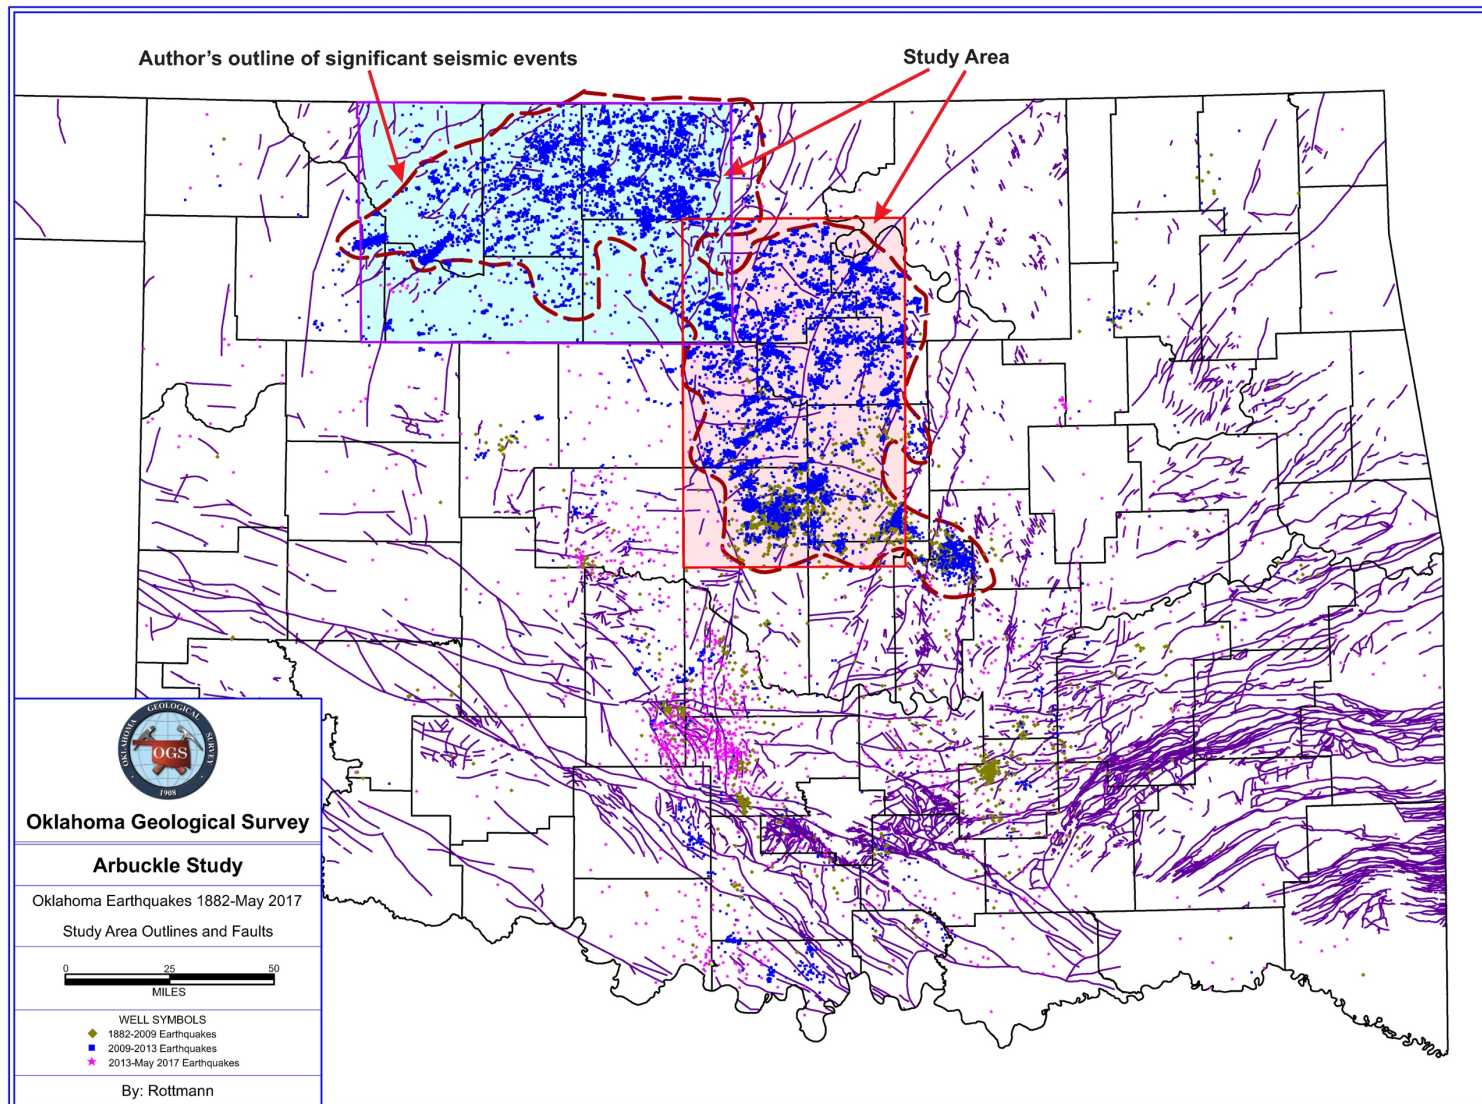 Author's outline of significant seismic events
Study Area
OKLAHOMA GEOLOGICAL SURVEY
OGS
1908
Oklahoma Geological Survey
Arbuckle Study
Oklahoma Earthquakes 1882-May 2017
Study Area Outlines and Faults
0 25 50
MILES
WELL SYMBOLS
1882-2009 Earthquakes
2009-2013 Earthquakes
2013-May 2017 Earthquakes
By: Rottmann